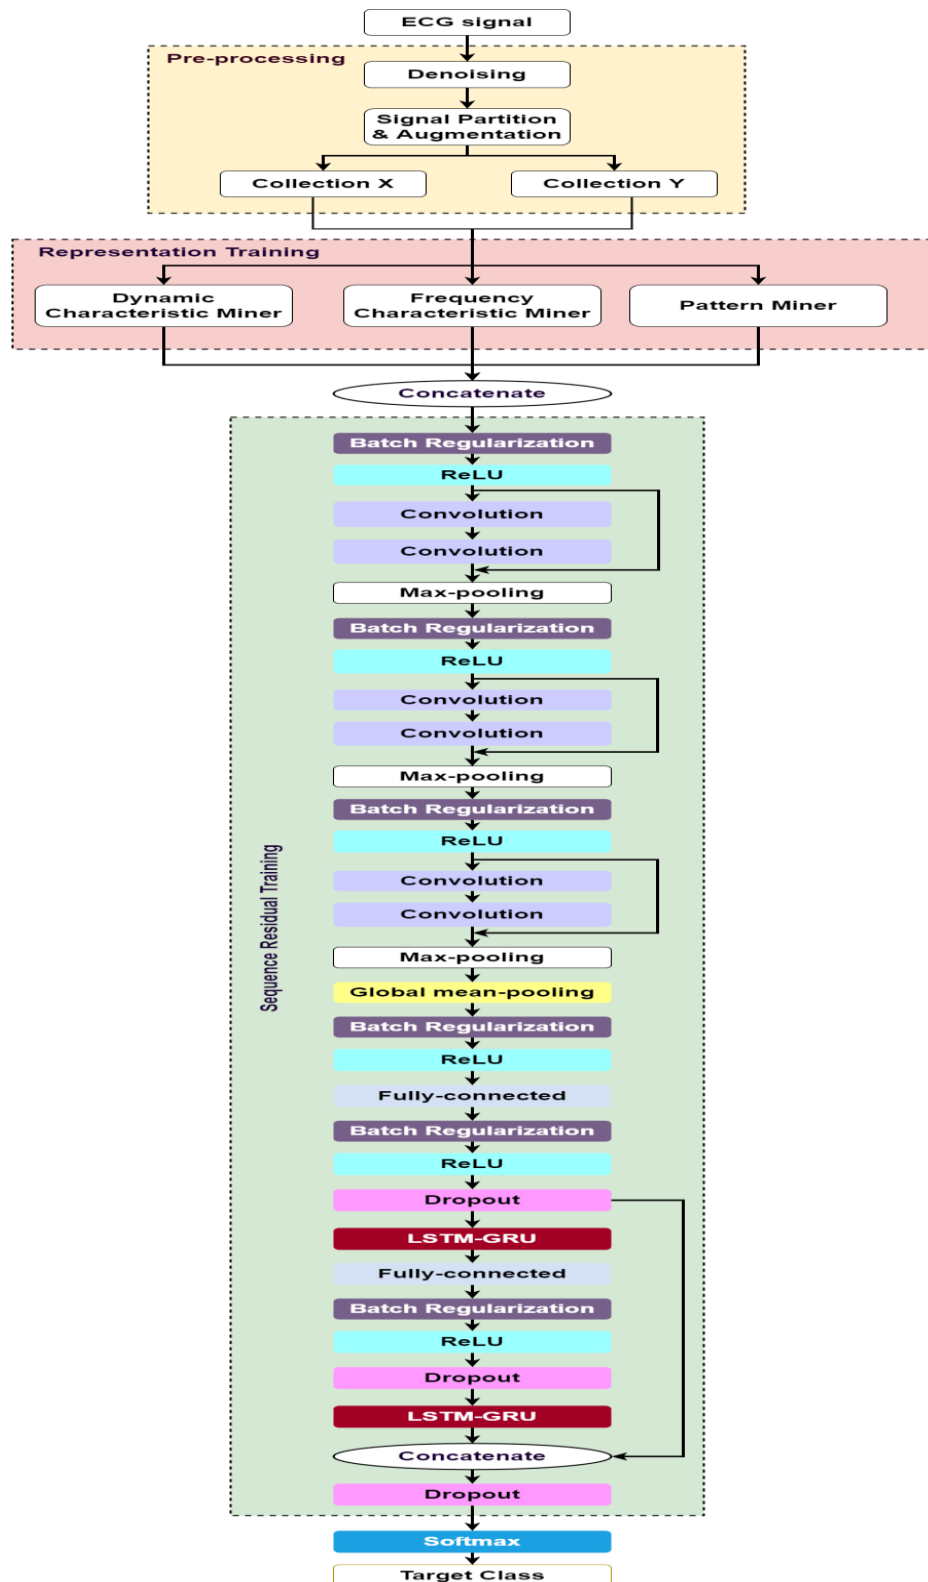 ECG signal
Pre-processing
Denoising
Signal Partition
& Augmentation
Collection X
Collection Y
Representation Training
Dynamic
Characteristic Miner
Frequency
Characteristic Miner
Pattern Miner
Concatenate
Batch Regularization
ReLU
Convolution
Convolution
Max-pooling
Batch Regularization
ReLU
Convolution
Convolution
Max-pooling
Batch Regularization
ReLU
Sequence Residual Training
Convolution
Convolution
Max-pooling
Global mean-pooling
Batch Regularization
ReLU
Fully-connected
Batch Regularization
ReLU
Dropout
LSTM-GRU
Fully-connected
Batch Regularization
ReLU
Dropout
LSTM-GRU
Concatenate
Dropout
Softmax
Target Class